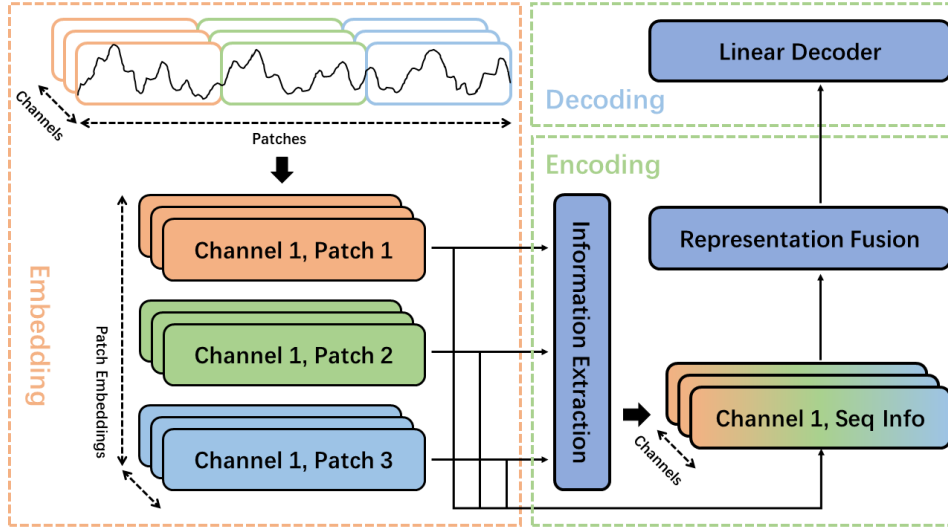 Channels
Patches
Embedding
Patch Embeddings
Channel 1, Patch 1
Channel 1, Patch 2
Channel 1, Patch 3
Decoding
Linear Decoder
Encoding
Information Extraction
Representation Fusion
Channel 1, Seq Info
Channels